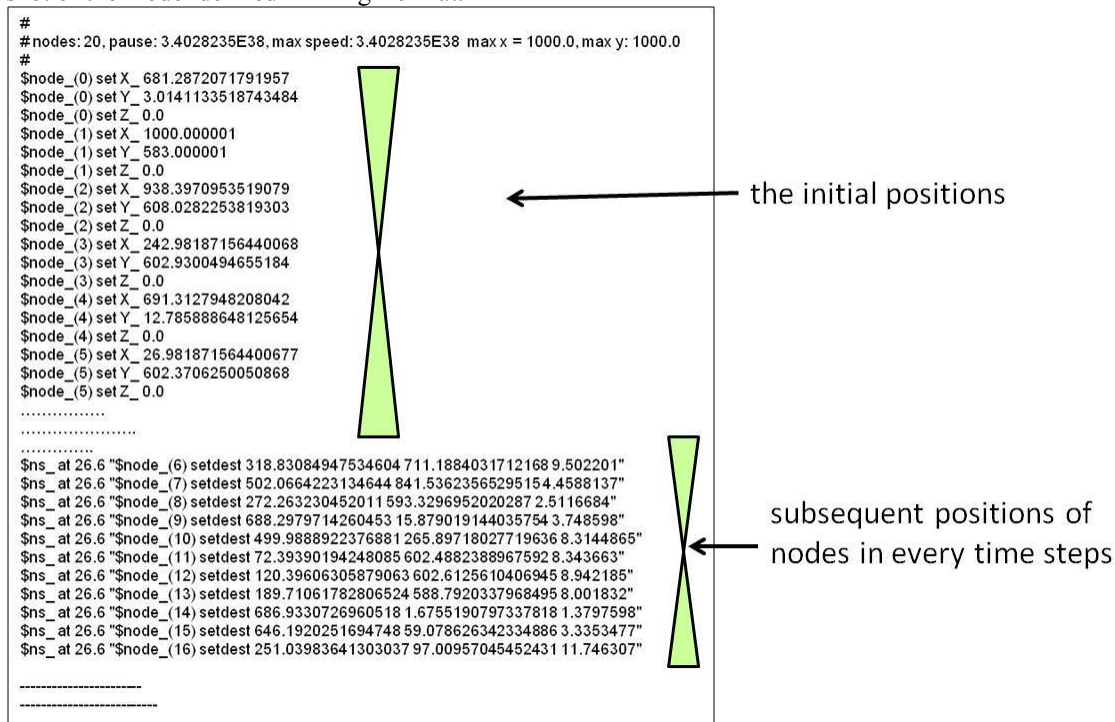 #
# nodes: 20, pause: 3.4028235E38, max speed: 3.4028235E38 max x = 1000.0, max y: 1000.0
#
$node_(0) set X_ 681.2872071791957
$node_(0) set Y_ 3.0141133518743484
$node_(0) set Z_ 0.0
$node_(1) set X_ 1000.000001
$node_(1) set Y_ 583.000001
$node_(1) set Z_ 0.0
$node_(2) set X_ 938.3970953519079
$node_(2) set Y_ 608.0282253819303
$node_(2) set Z_ 0.0
$node_(3) set X_ 242.98187156440068
$node_(3) set Y_ 602.9300494655184
$node_(3) set Z_ 0.0
$node_(4) set X_ 691.3127948208042
$node_(4) set Y_ 12.785888648125654
$node_(4) set Z_ 0.0
$node_(5) set X_ 26.981871564400677
$node_(5) set Y_ 602.3706250050868
$node_(5) set Z_ 0.0
................
......................
..............
$ns_ at 26.6 "$node_(6) setdest 318.83084947534604 711.1884031712168 9.502201"
$ns_ at 26.6 "$node_(7) setdest 502.0664223134644 841.5362356529515 4.4588137"
$ns_ at 26.6 "$node_(8) setdest 272.263230452011 593.3296952020287 2.5116684"
$ns_ at 26.6 "$node_(9) setdest 688.2979714260453 15.879019144035754 3.748598"
$ns_ at 26.6 "$node_(10) setdest 499.9888922376881 265.89718027719636 8.3144865"
$ns_ at 26.6 "$node_(11) setdest 72.39390194248085 602.4882388967592 8.343663"
$ns_ at 26.6 "$node_(12) setdest 120.39606305879063 602.6125610406945 8.942185"
$ns_ at 26.6 "$node_(13) setdest 189.71061782806524 588.7920337968495 8.001832"
$ns_ at 26.6 "$node_(14) setdest 686.9330726960518 1.6755190797337818 1.3797598"
$ns_ at 26.6 "$node_(15) setdest 646.1920251694748 59.078626342334886 3.3353477"
$ns_ at 26.6 "$node_(16) setdest 251.03983641303037 97.00957045452431 11.746307"
-----------------------
--------------------------
the initial positions
subsequent positions of
nodes in every time steps